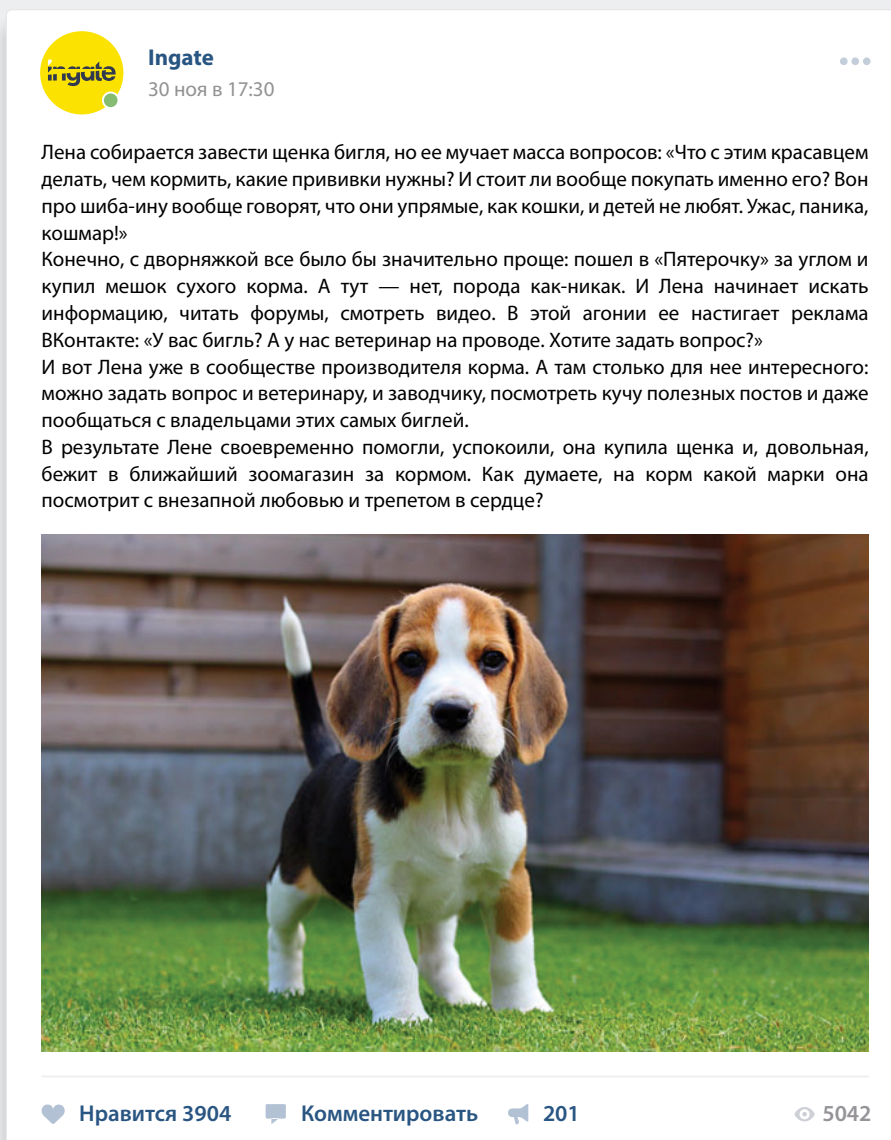 ingate
Ingate
30 ноя в 17:30
Лена собирается завести щенка бигля, но ее мучает масса вопросов: «Что с этим красавцем
делать, чем кормить, какие прививки нужны? И стоит ли вообще покупать именно его? Вон
про шиба-ину вообще говорят, что они упрямые, как кошки, и детей не любят. Ужас, паника,
кошмар!»
Конечно, с дворняжкой все было бы значительно проще: пошел в «Пятерочку» за углом и
купил мешок сухого корма. А тут — нет, порода как-никак. И Лена начинает искать
информацию, читать форумы, смотреть видео. В этой агонии ее настигает реклама
ВКонтакте: «У вас бигль? А у нас ветеринар на проводе. Хотите задать вопрос?»
И вот Лена уже в сообществе производителя корма. А там столько для нее интересного:
можно задать вопрос и ветеринару, и заводчику, посмотреть кучу полезных постов и даже
пообщаться с владельцами этих самых биглей.
В результате Лене своевременно помогли, успокоили, она купила щенка и, довольная,
бежит в ближайший зоомагазин за кормом. Как думаете, на корм какой марки она
посмотрит с внезапной любовью и трепетом в сердце?
Нравится 3904 Комментировать 201 5042